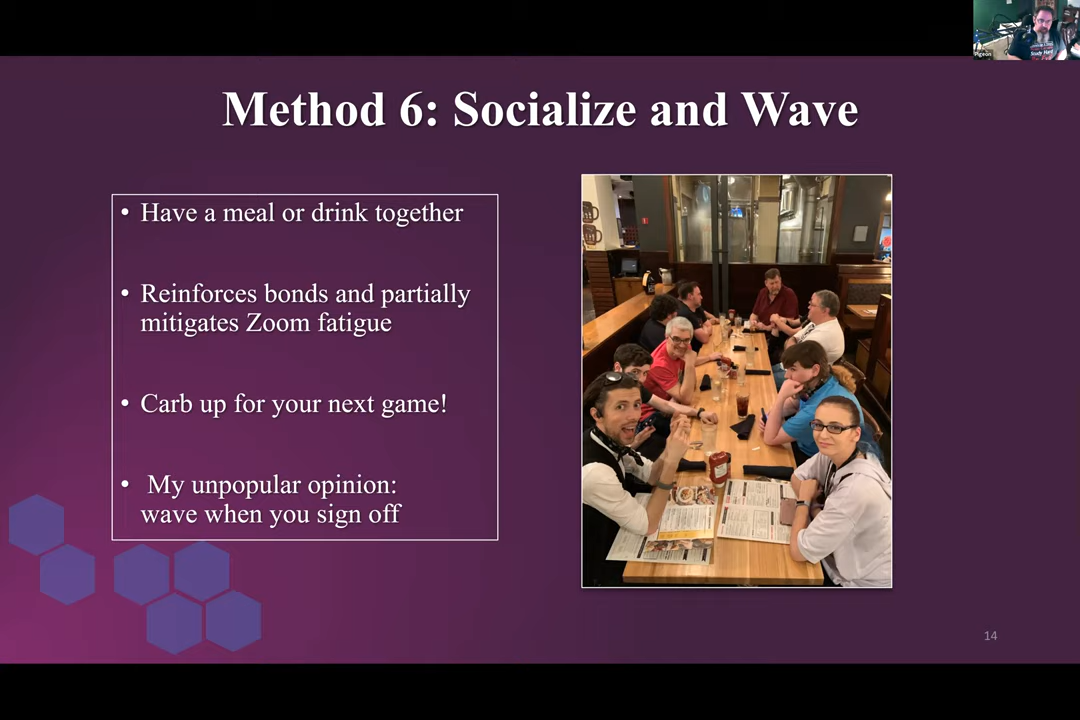 Pigeon
Method 6: Socialize and Wave
• Have a meal or drink together
• Reinforces bonds and partially
mitigates Zoom fatigue
• Carb up for your next game!
• My unpopular opinion:
wave when you sign off
14